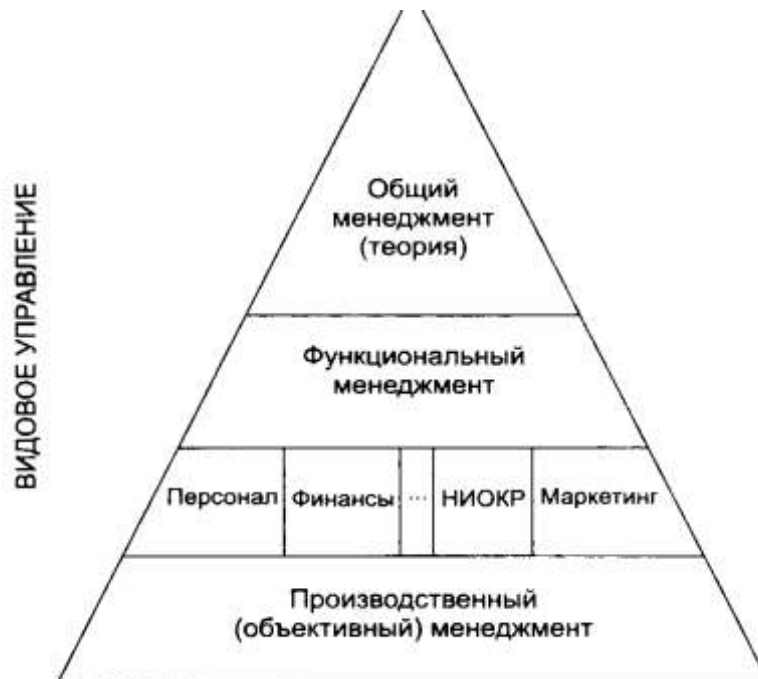 ВИДОВОЕ УПРАВЛЕНИЕ
Общий
менеджмент
(теория)
Функциональный
менеджмент
Персонал
Финансы
...
НИОКР
Маркетинг
Производственный
(объективный) менеджмент